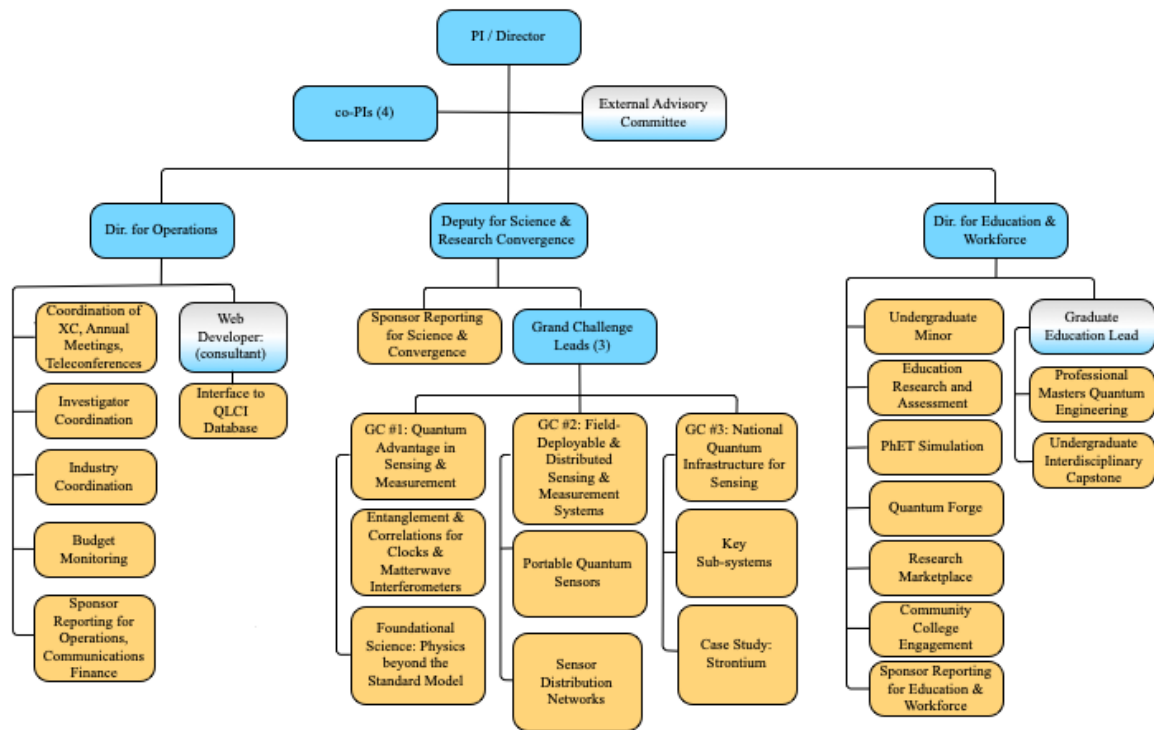 PI / Director
co-PIs (4)
External Advisory
Committee
Dir. for Operations
Deputy for Science &
Research Convergence
Dir. for Education &
Workforce
Coordination of
XC, Annual
Meetings,
Teleconferences
Investigator
Coordination
Industry
Coordination
Budget
Monitoring
Sponsor
Reporting for
Operations,
Communications
Finance
Web
Developer:
(consultant)
Interface to
QLCI
Database
Sponsor Reporting
for Science &
Convergence
Grand Challenge
Leads (3)
GC #1: Quantum
Advantage in
Sensing &
Measurement
Entanglement &
Correlations for
Clocks &
Matterwave
Interferometers
Foundational
Science: Physics
beyond the
Standard Model
GC #2: Field-
Deployable &
Distributed
Sensing &
Measurement
Systems
Portable Quantum
Sensors
Sensor
Distribution
Networks
GC #3: National
Quantum
Infrastructure for
Sensing
Key
Sub-systems
Case Study:
Strontium
Undergraduate
Minor
Education
Research and
Assessment
PhET Simulation
Quantum Forge
Research
Marketplace
Community
College
Engagement
Sponsor Reporting
for Education &
Workforce
Graduate
Education Lead
Professional
Masters Quantum
Engineering
Undergraduate
Interdisciplinary
Capstone